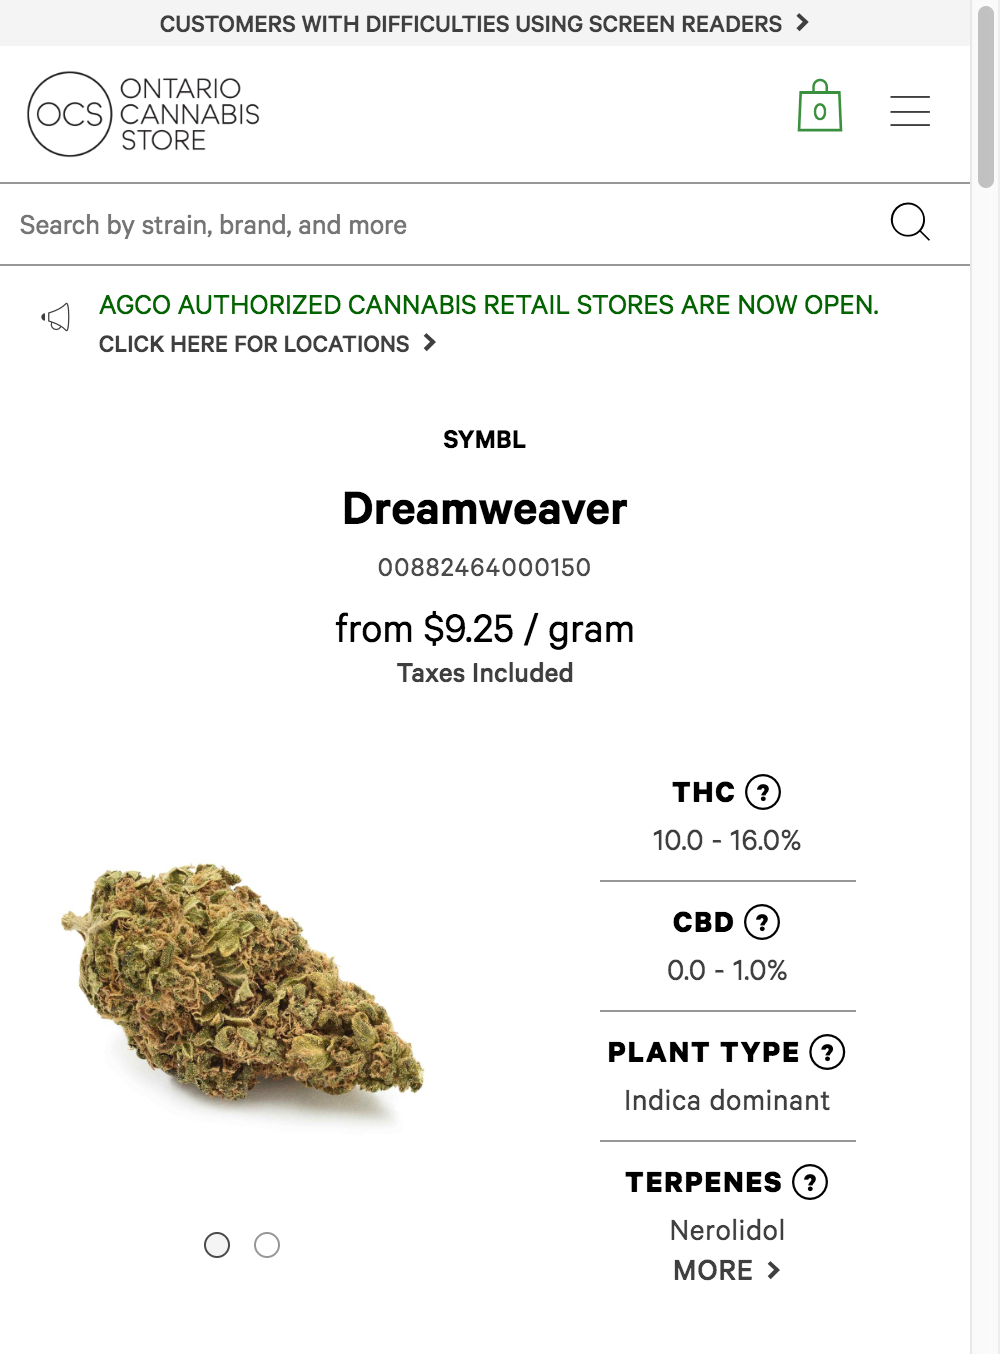 CUSTOMERS WITH DIFFICULTIES USING SCREEN READERS
OCS
ONTARIO
CANNABIS
STORE
0
Search by strain, brand, and more
AGCO AUTHORIZED CANNABIS RETAIL STORES ARE NOW OPEN.
CLICK HERE FOR LOCATIONS
SYMBL
Dreamweaver
00882464000150
from $9.25 / gram
Taxes Included
THC ?
10.0 - 16.0%
CBD ?
0.0 - 1.0%
PLANT TYPE ?
Indica dominant
TERPENES ?
Nerolidol
MORE